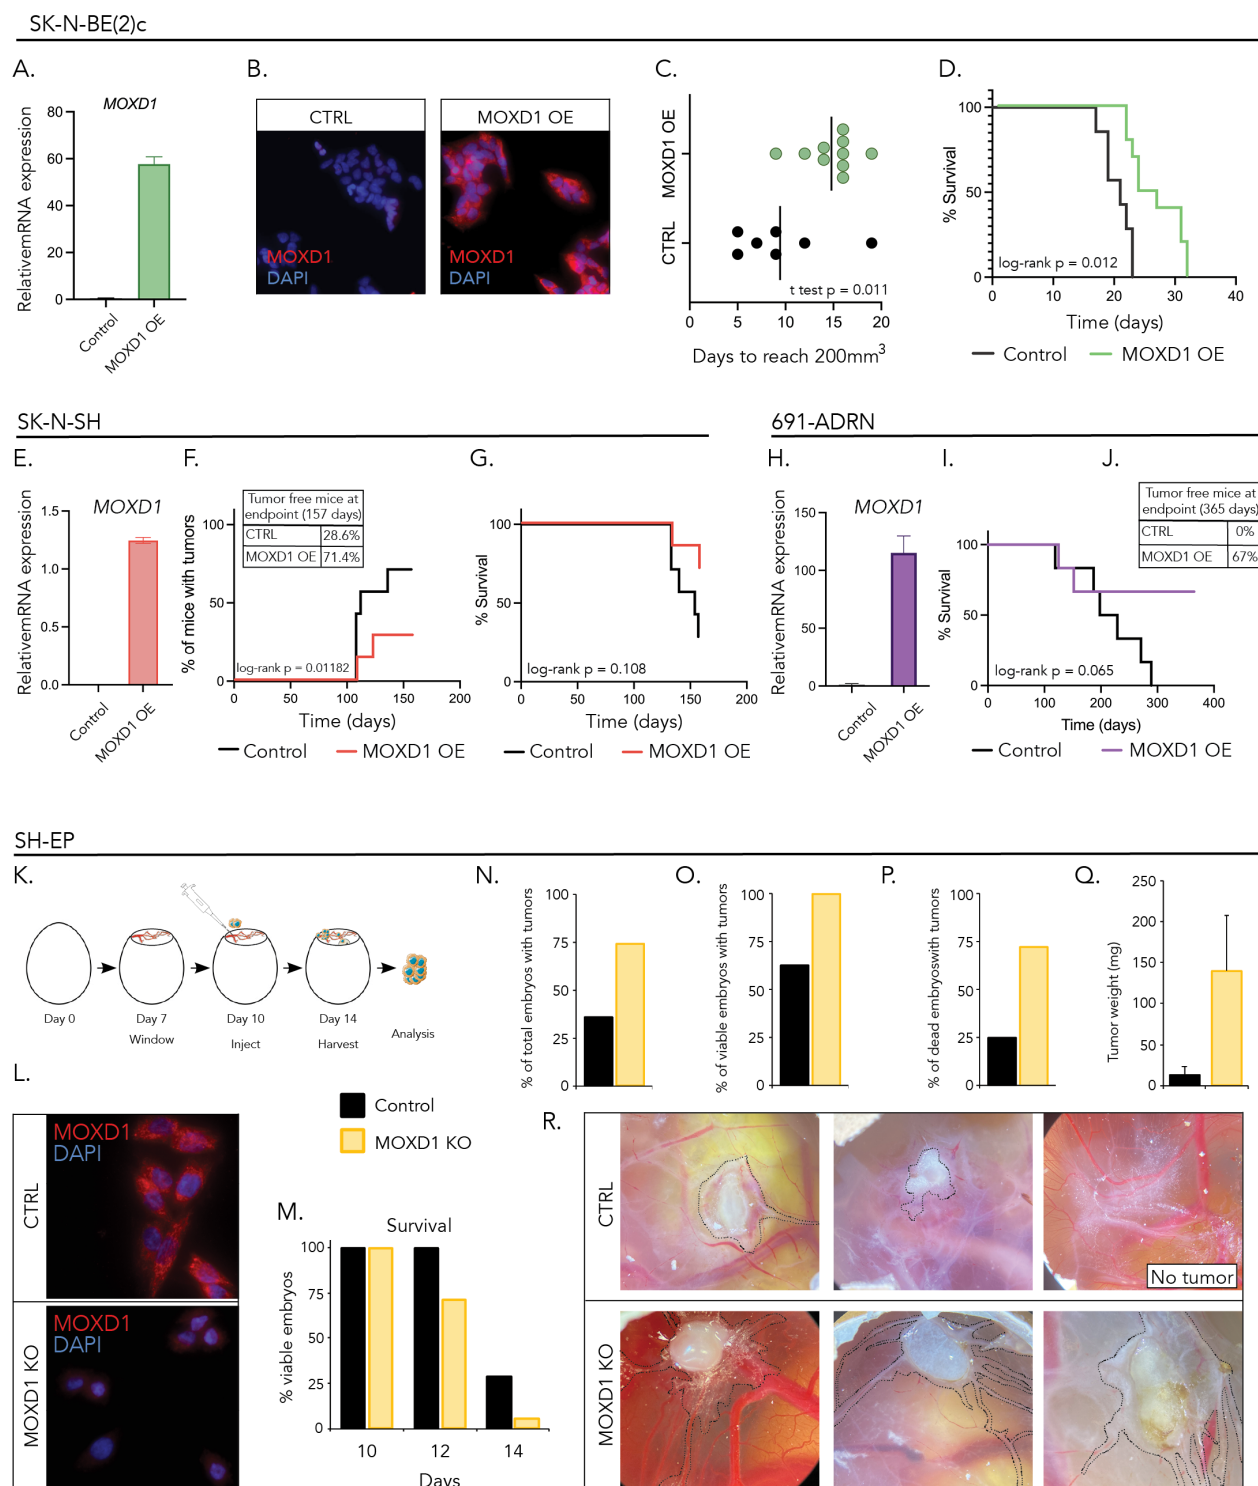 SK-N-BE(2)c
A.
MOXD1
RelativemRNA expression
80
60
40
20
0
Control
MOXD1 OE
B.
CTRL
MOXD1 OE
MOXD1
DAPI
MOXD1
DAPI
C.
MOXD1 OE
CTRL
t test p = 0.011
0 5 10 15 20
Days to reach 200mm3
D.
% Survival
100
50
0
log-rank p = 0.012
0 10 20 30 40
Time (days)
Control MOXD1 OE
SK-N-SH
E.
MOXD1
RelativemRNA expression
1.5
1.0
0.5
0.0
Control
MOXD1 OE
F.
Tumor free mice at
endpoint (157 days)
CTRL 28.6%
MOXD1 OE 71.4%
% of mice with tumors
100
50
0
log-rank p = 0.01182
0 50 100 150 200
Time (days)
Control MOXD1 OE
G.
% Survival
100
50
0
log-rank p = 0.108
0 50 100 150 200
Time (days)
Control MOXD1 OE
691-ADRN
H.
MOXD1
RelativemRNA expression
150
100
50
0
Control
MOXD1 OE
I.
% Survival
100
50
0
log-rank p = 0.065
0 100 200 300 400
Time (days)
Control MOXD1 OE
J.
Tumor free mice at
endpoint (365 days)
CTRL 0%
MOXD1 OE 67%
SH-EP
K.
Day 0
Day 7
Window
Day 10
Inject
Day 14
Harvest
Analysis
L.
CTRL
MOXD1
DAPI
MOXD1 KO
MOXD1
DAPI
Control
MOXD1 KO
M.
Survival
% viable embryos
100
75
50
25
0
10 12 14
Days
N.
% of total embryos with tumors
100
75
50
25
0
O.
% of viable embryos with tumors
100
75
50
25
0
P.
% of dead embryoswith tumors
100
75
50
25
0
Q.
Tumor weight (mg)
250
200
150
100
50
0
R.
CTRL
No tumor
MOXD1 KO